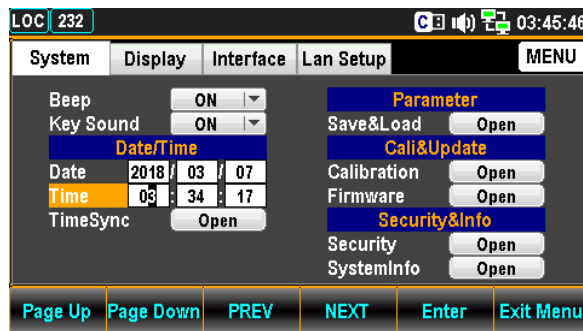 LOC 232 C 03:45:46
System Display Interface Lan Setup MENU
Beep ON
Key Sound ON
Date/Time
Date 2018 / 03 / 07
Time 03 : 34 : 17
TimeSync Open
Parameter
Save&Load Open
Cali&Update
Calibration Open
Firmware Open
Security&Info
Security Open
SystemInfo Open
Page Up Page Down PREV NEXT Enter Exit Menu